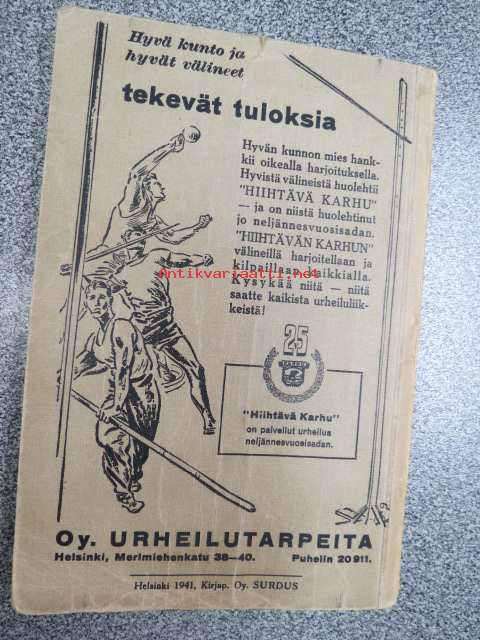 Hyvä kunto ja
hyvät välineet
tekevät tuloksia
Hyvän kunnon mies hank-
kii oikealla harjoituksella.
Hyvistä välineistä huolehtii
"HIIHTÄVÄ KARHU"
— ja on niistä huolehtinut
jo neljännesvuosisadan.
"HIIHTÄVÄN KARHUN"
välineillä harjoitellaan ja
kilpaillaan kaikkialla.
Kysykää niitä — niitä
saatte kaikista urheiluliik-
keistä!
Antikvariaatti.net
25
KARHU
"Hiihtävä Karhu"
on palvellut urheilua
neljännesvuosisadan.
Oy. URHEILUTARPEITA
Helsinki, Merimiehenkatu 38—40. Puhelin 20 911.
Helsinki 1941, Kirjap. Oy. SURDUS